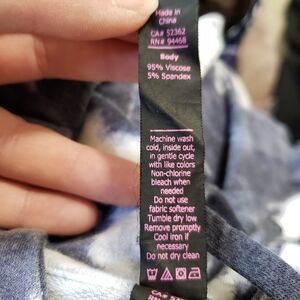 Made in
China
CA# 52362
RN# 94468
Body
95% Viscose
5% Spandex
Machine wash
cold, inside out,
in gentle cycle
with like colors
Non-chlorine
bleach when
needed
Do not use
fabric softener
Tumble dry low
Remove promptly
Cool iron if
necessary
Do not dry clean